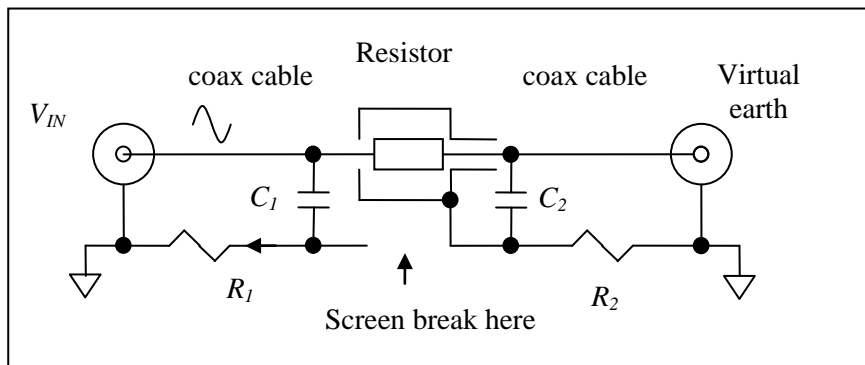 Resistor
coax cable
coax cable
Virtual
earth
V_IN
C_1
C_2
R_1
R_2
Screen break here